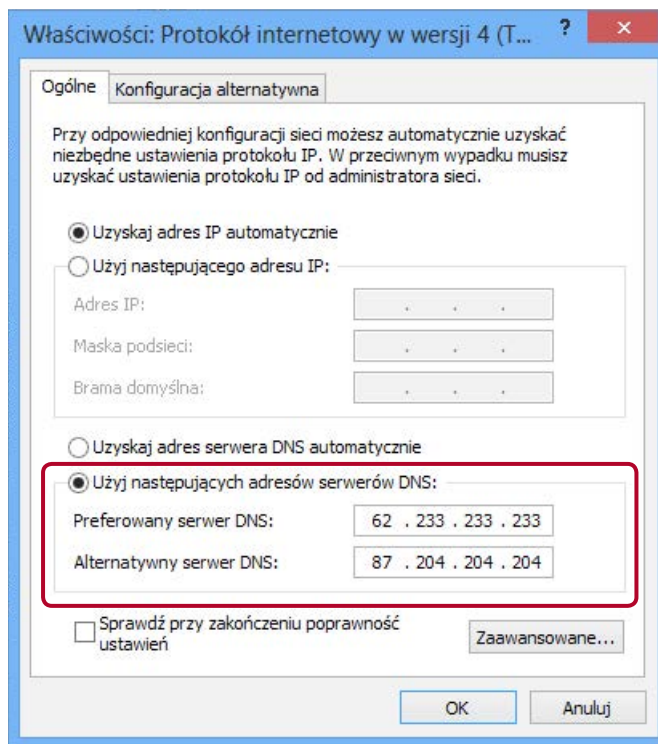 Właściwości: Protokół internetowy w wersji 4 (T...
?
Ogólne
Konfiguracja alternatywna
Przy odpowiedniej konfiguracji sieci możesz automatycznie uzyskać
niezbędne ustawienia protokołu IP. W przeciwnym wypadku musisz
uzyskać ustawienia protokołu IP od administratora sieci.
Uzyskaj adres IP automatycznie
Użyj następującego adresu IP:
Adres IP:
Maska podsieci:
Brama domyślna:
Uzyskaj adres serwera DNS automatycznie
Użyj następujących adresów serwerów DNS:
Preferowany serwer DNS: 62 . 233 . 233 . 233
Alternatywny serwer DNS: 87 . 204 . 204 . 204
Sprawdź przy zakończeniu poprawność
ustawień
Zaawansowane...
OK Anuluj